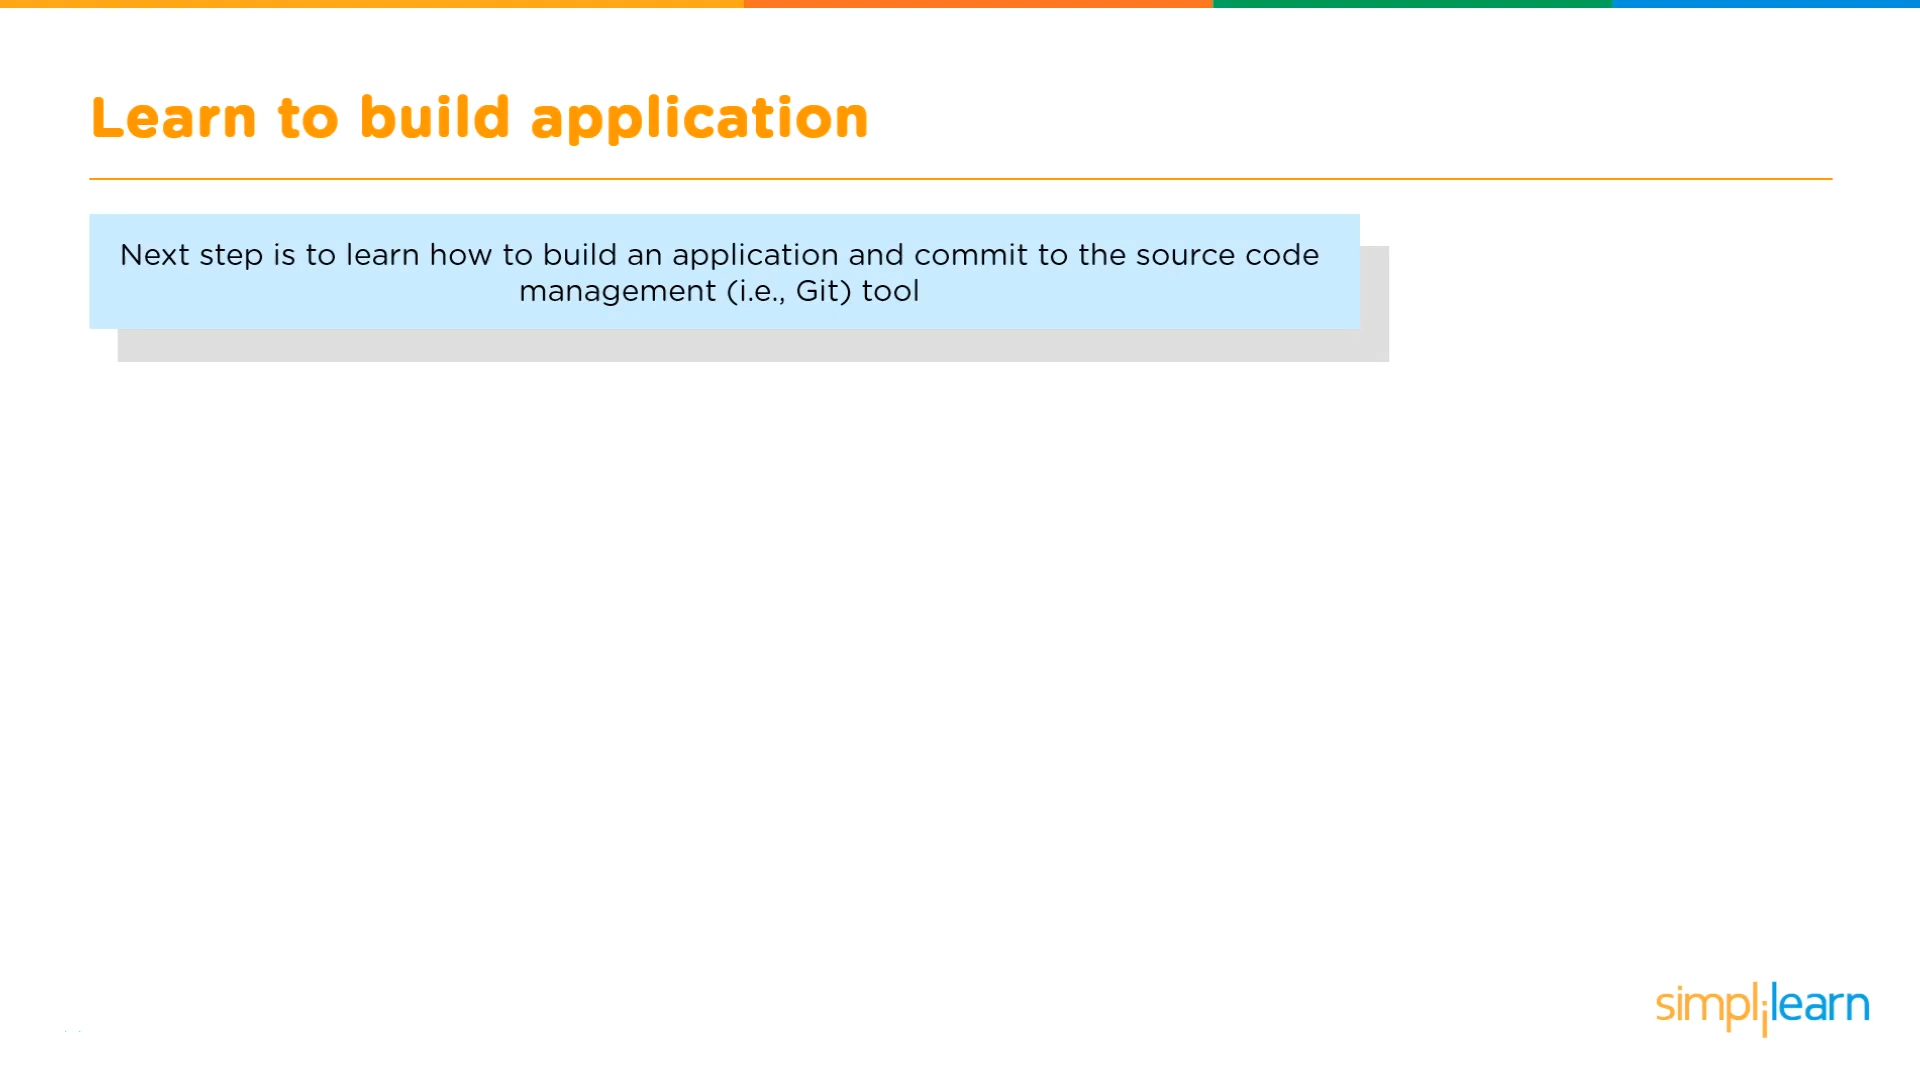 Learn to build application
Next step is to learn how to build an application and commit to the source code
management (i.e., Git) tool
simplilearn